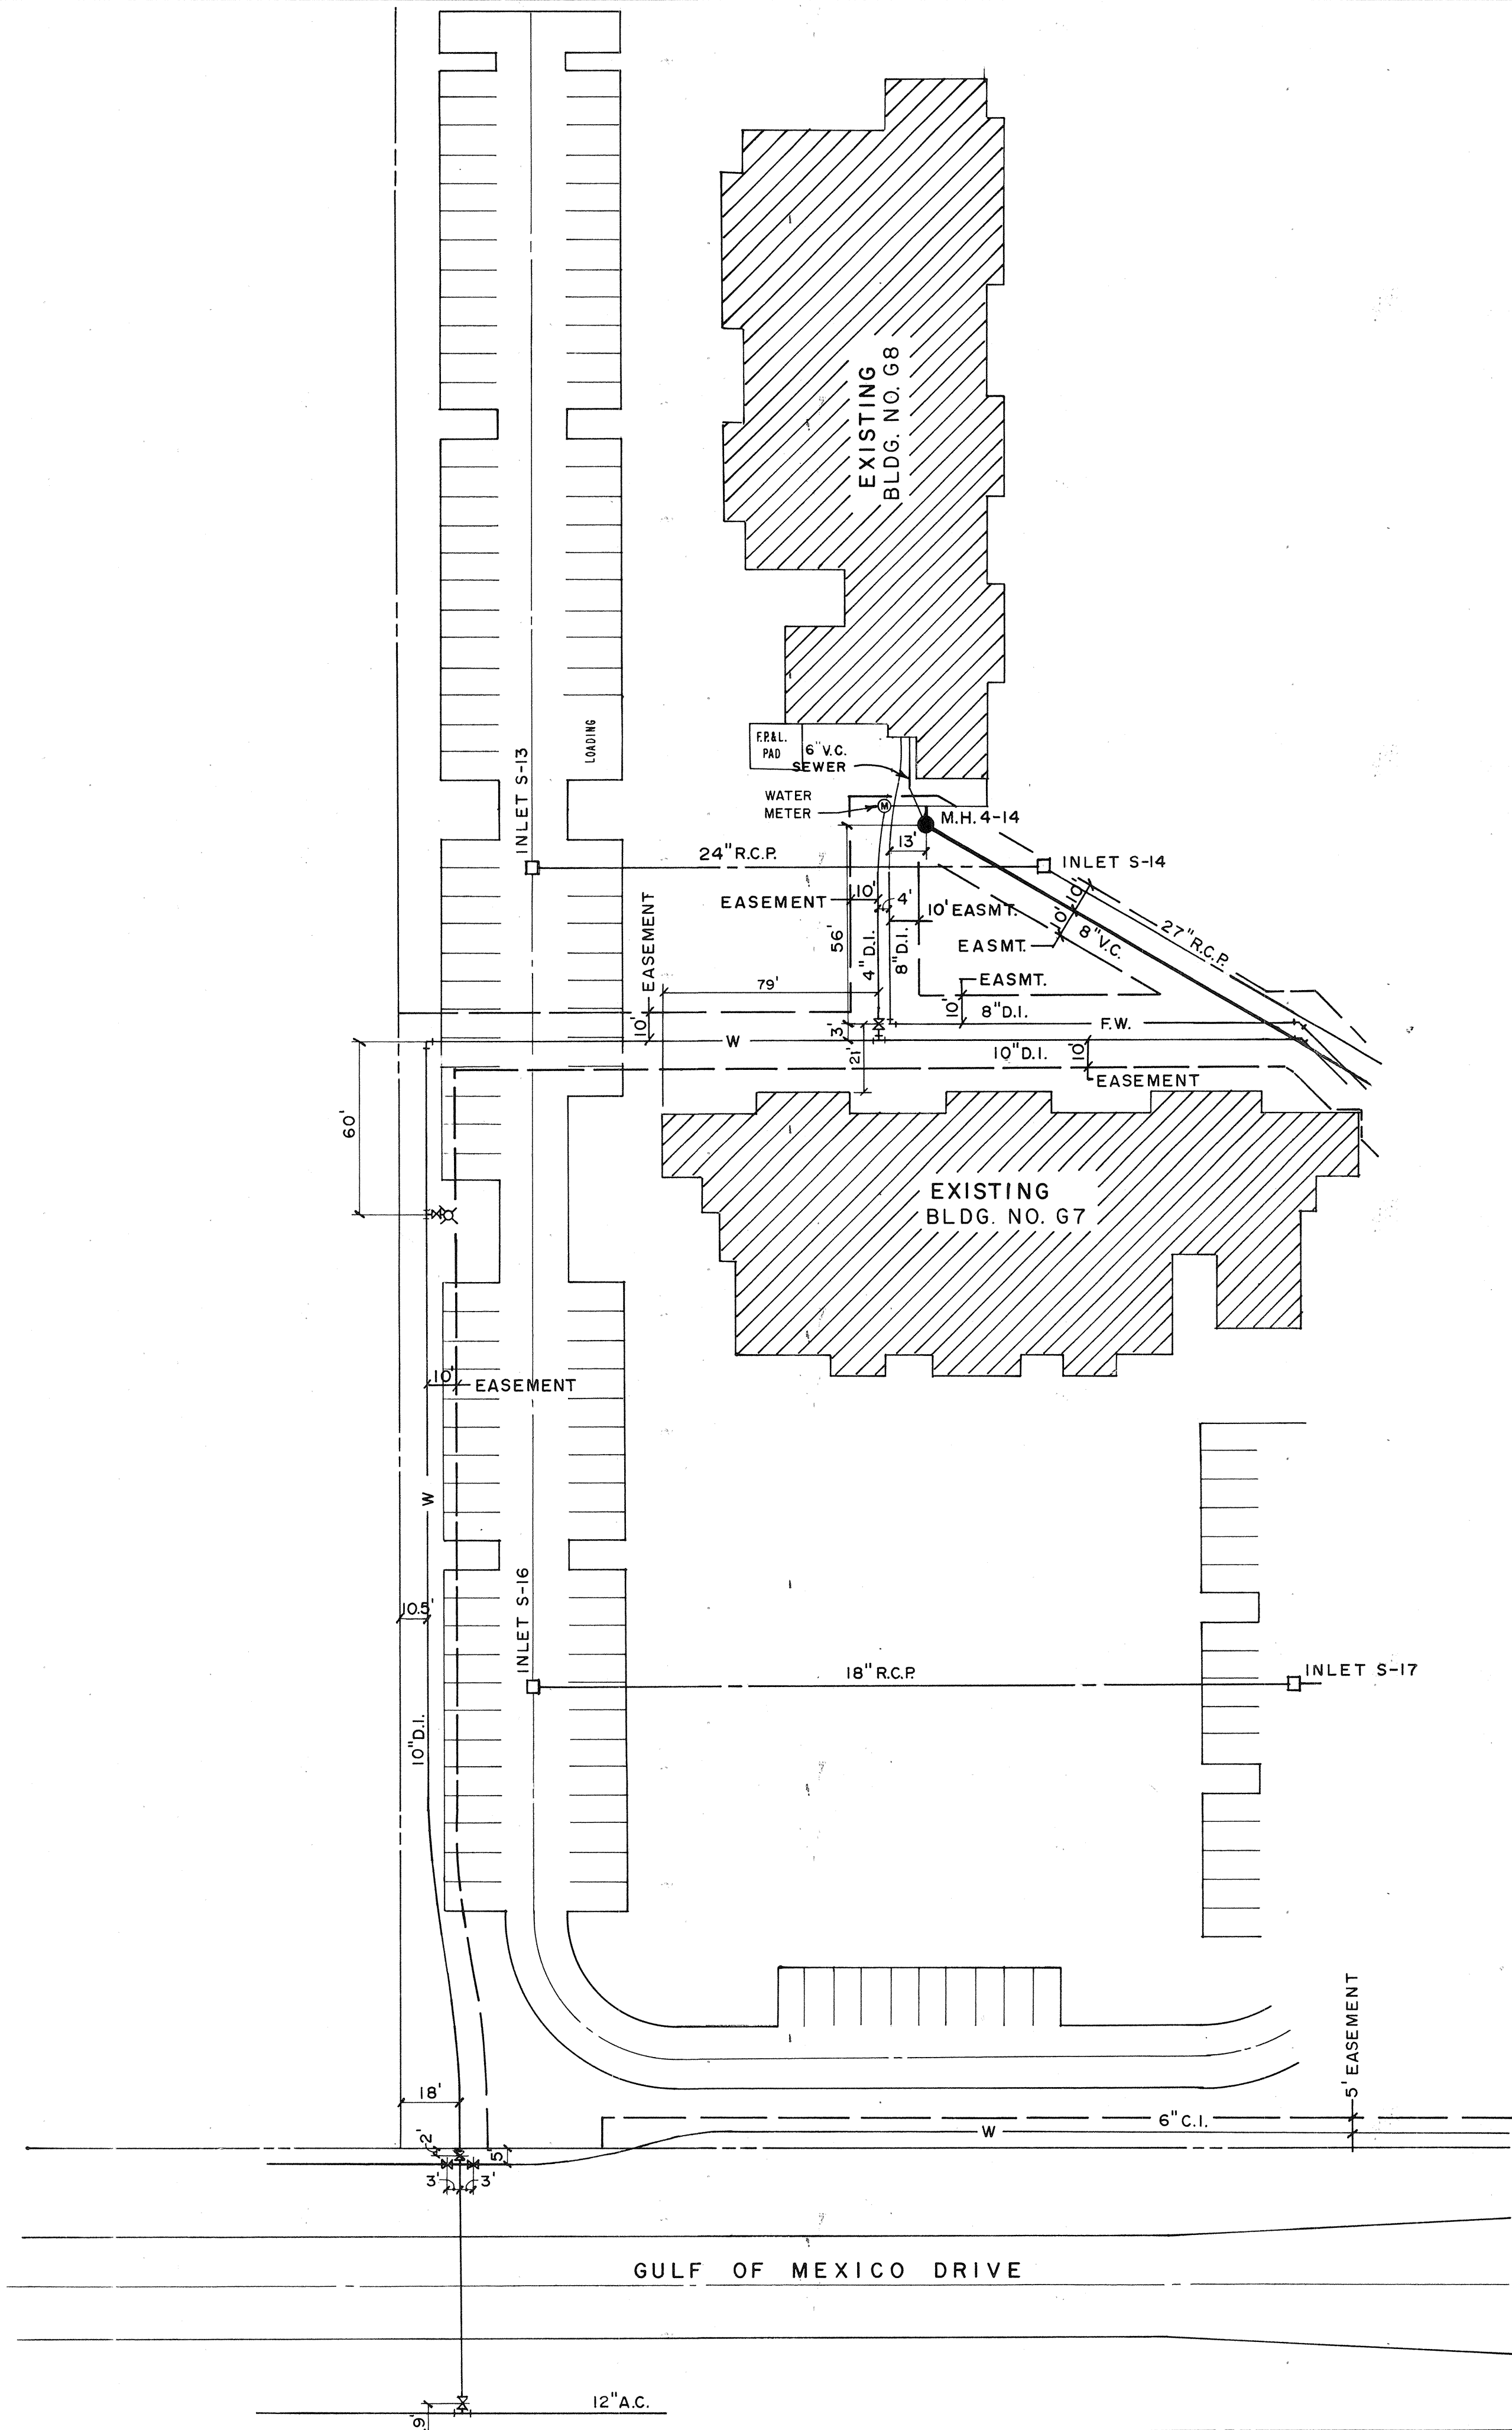 EXISTING
BLDG. NO. G8
LOADING
INLET S-13
F.P.&L.
PAD
6" V.C.
SEWER
WATER
METER
M
M.H. 4-14
13'
24" R.C.P.
INLET S-14
EASEMENT
10'
4'
10' EASMT.
10'
10'
EASMT.
8" V.C.
27" R.C.P.
EASEMENT
10'
56'
4" D.I.
8" D.I.
79'
EASMT.
10'
8" D.I.
F.W.
3'
W
21'
10" D.I.
10'
EASEMENT
60'
EXISTING
BLDG. NO. G7
10'
EASEMENT
W
INLET S-16
10.5'
18" R.C.P.
INLET S-17
10" D.I.
5' EASEMENT
18'
6" C.I.
W
2'
5'
3'
3'
GULF OF MEXICO DRIVE
12" A.C.
9'